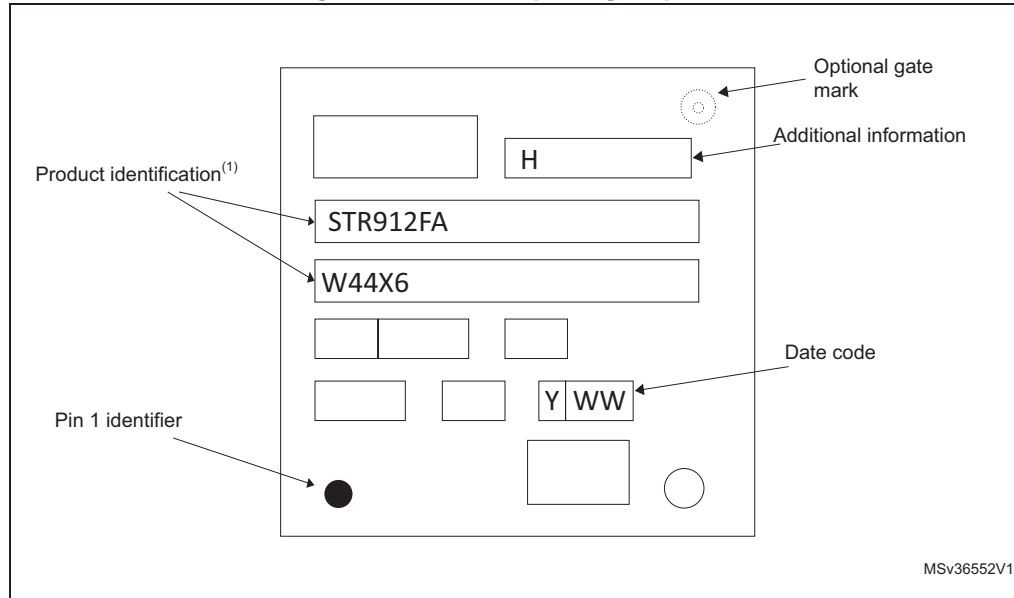 Optional gate
mark
Additional information
H
Product identification(1)
STR912FA
W44X6
Date code
Y WW
Pin 1 identifier
MSv36552V1